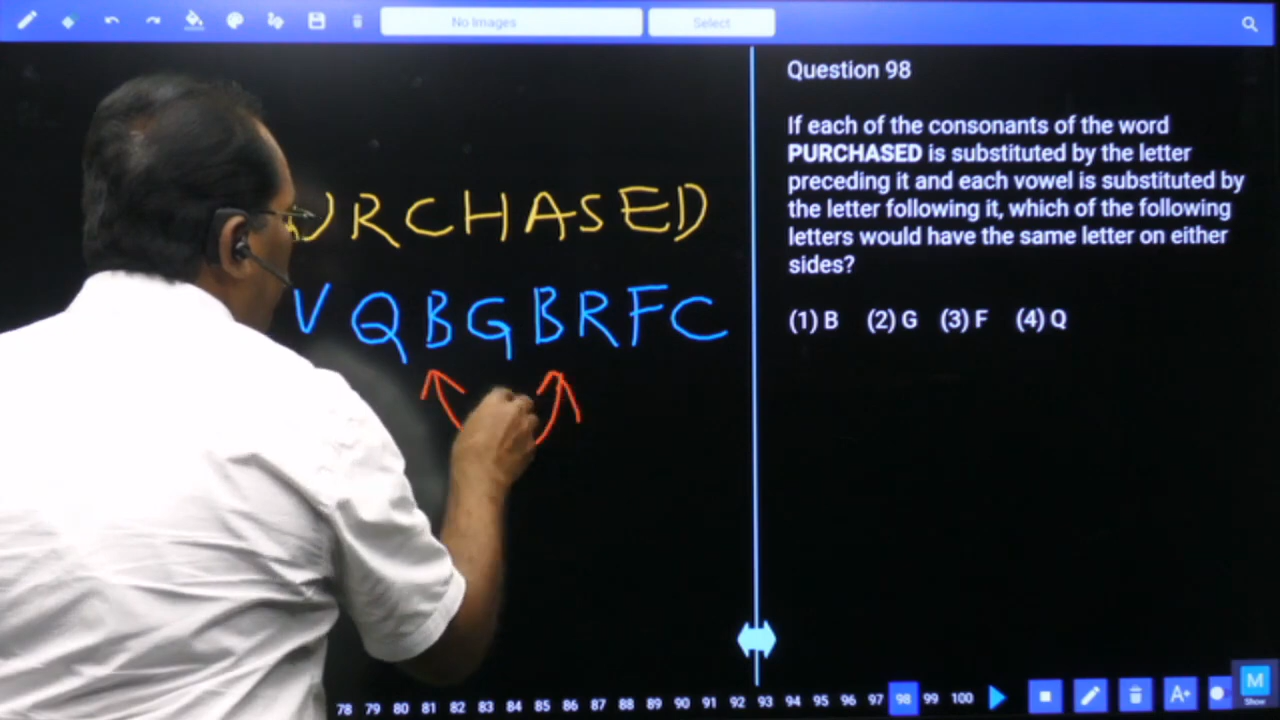 No Images Select
Question 98
If each of the consonants of the word
PURCHASED is substituted by the letter
preceding it and each vowel is substituted by
the letter following it, which of the following
letters would have the same letter on either
sides?
(1) B (2) G (3) F (4) Q
URCHASED
VQBGBRFC
78 79 80 81 82 83 84 85 86 87 88 89 90 91 92 93 94 95 96 97 98 99 100
A+
M
Show